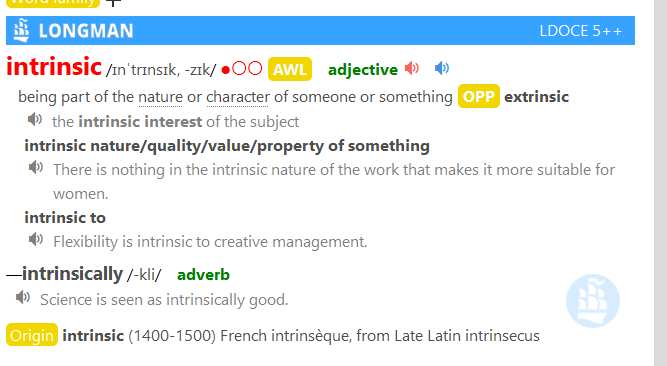 Word family
LONGMAN LDOCE 5++
intrinsic /ɪnˈtrɪnsɪk, -zɪk/ ●○○ AWL adjective
being part of the nature or character of someone or something OPP extrinsic
the intrinsic interest of the subject
intrinsic nature/quality/value/property of something
There is nothing in the intrinsic nature of the work that makes it more suitable for
women.
intrinsic to
Flexibility is intrinsic to creative management.
—intrinsically /-kli/ adverb
Science is seen as intrinsically good.
Origin intrinsic (1400-1500) French intrinsèque, from Late Latin intrinsecus